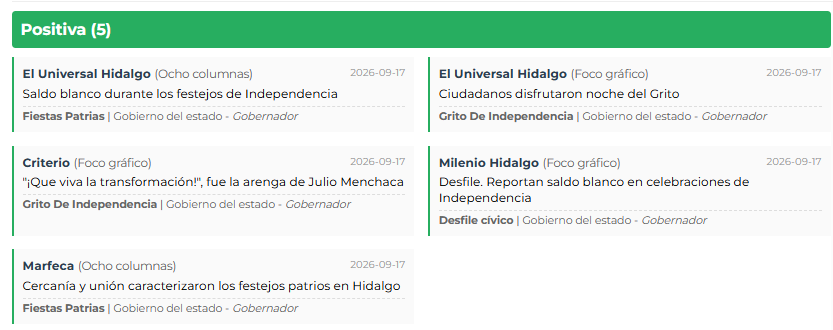 Positiva (5)
El Universal Hidalgo (Ocho columnas) 2026-09-17
Saldo blanco durante los festejos de Independencia
Fiestas Patrias | Gobierno del estado - Gobernador
El Universal Hidalgo (Foco gráfico) 2026-09-17
Ciudadanos disfrutaron noche del Grito
Grito De Independencia | Gobierno del estado - Gobernador
Criterio (Foco gráfico) 2026-09-17
"¡Que viva la transformación!", fue la arenga de Julio Menchaca
Grito De Independencia | Gobierno del estado - Gobernador
Milenio Hidalgo (Foco gráfico) 2026-09-17
Desfile. Reportan saldo blanco en celebraciones de
Independencia
Desfile cívico | Gobierno del estado - Gobernador
Marfeca (Ocho columnas) 2026-09-17
Cercanía y unión caracterizaron los festejos patrios en Hidalgo
Fiestas Patrias | Gobierno del estado - Gobernador